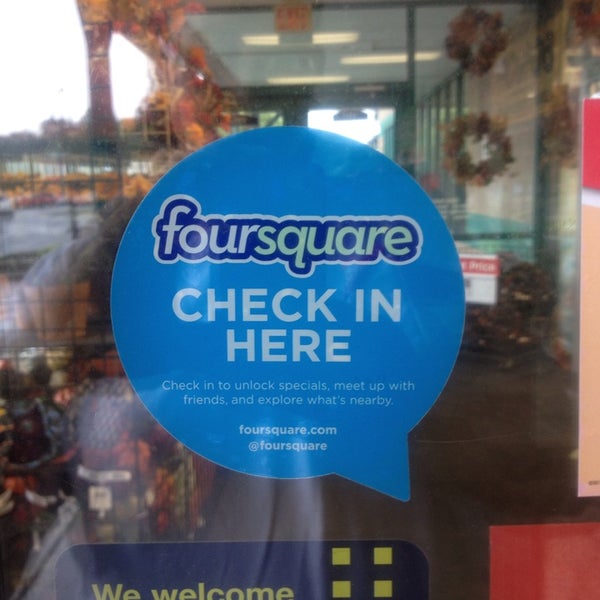 foursquare
CHECK IN
HERE
Check in to unlock specials, meet up with
friends, and explore what's nearby.
foursquare.com
@foursquare
Price
We welcome